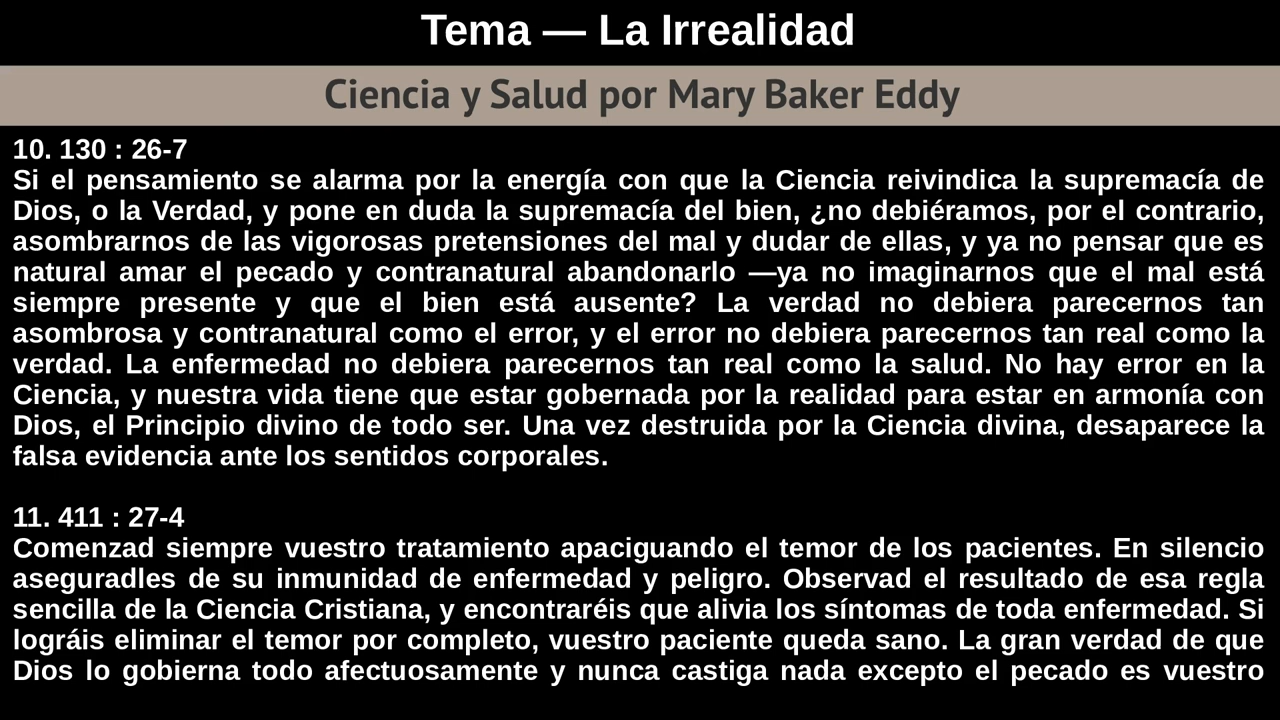 Tema — La Irrealidad
Ciencia y Salud por Mary Baker Eddy
10. 130 : 26-7
Si el pensamiento se alarma por la energía con que la Ciencia reivindica la supremacía de
Dios, o la Verdad, y pone en duda la supremacía del bien, ¿no debiéramos, por el contrario,
asombrarnos de las vigorosas pretensiones del mal y dudar de ellas, y ya no pensar que es
natural amar el pecado y contranatural abandonarlo —ya no imaginarnos que el mal está
siempre presente y que el bien está ausente? La verdad no debiera parecernos tan
asombrosa y contranatural como el error, y el error no debiera parecernos tan real como la
verdad. La enfermedad no debiera parecernos tan real como la salud. No hay error en la
Ciencia, y nuestra vida tiene que estar gobernada por la realidad para estar en armonía con
Dios, el Principio divino de todo ser. Una vez destruida por la Ciencia divina, desaparece la
falsa evidencia ante los sentidos corporales.
11. 411 : 27-4
Comenzad siempre vuestro tratamiento apaciguando el temor de los pacientes. En silencio
aseguradles de su inmunidad de enfermedad y peligro. Observad el resultado de esa regla
sencilla de la Ciencia Cristiana, y encontraréis que alivia los síntomas de toda enfermedad. Si
lográis eliminar el temor por completo, vuestro paciente queda sano. La gran verdad de que
Dios lo gobierna todo afectuosamente y nunca castiga nada excepto el pecado es vuestro